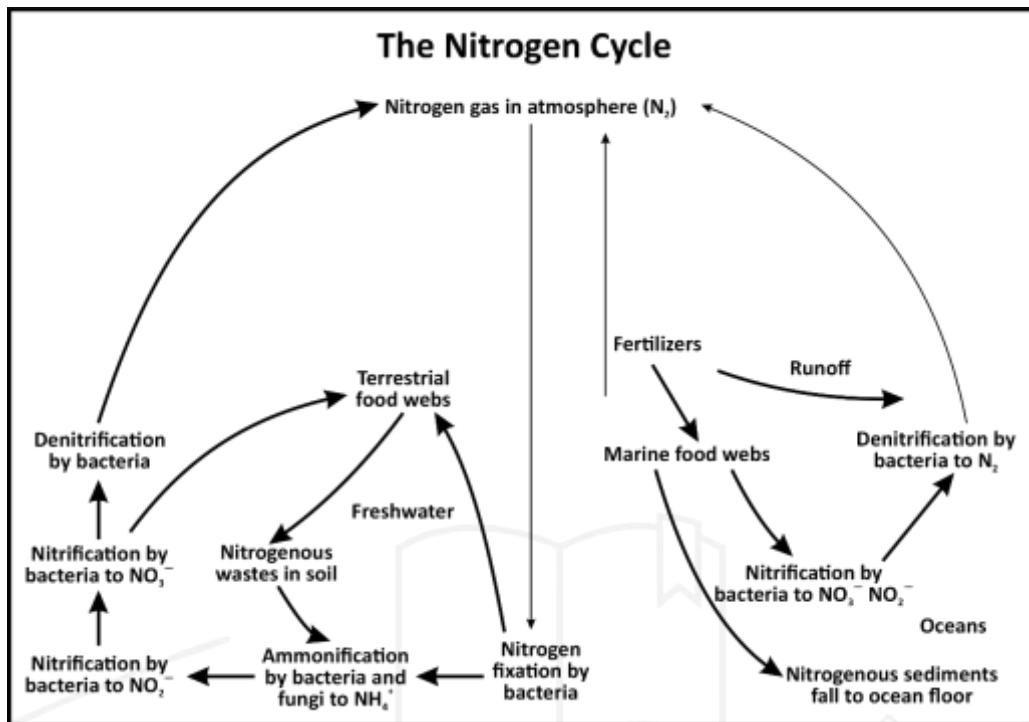 The Nitrogen Cycle
Nitrogen gas in atmosphere (N₂)
Fertilizers
Runoff
Terrestrial
food webs
Denitrification
by bacteria
Marine food webs
Denitrification by
bacteria to N₂
Freshwater
Nitrification by
bacteria to NO₃⁻
Nitrogenous
wastes in soil
Nitrification by
bacteria to NO₃⁻ NO₂⁻
Oceans
Nitrification by
bacteria to NO₂⁻
Ammonification
by bacteria and
fungi to NH₄⁺
Nitrogen
fixation by
bacteria
Nitrogenous sediments
fall to ocean floor